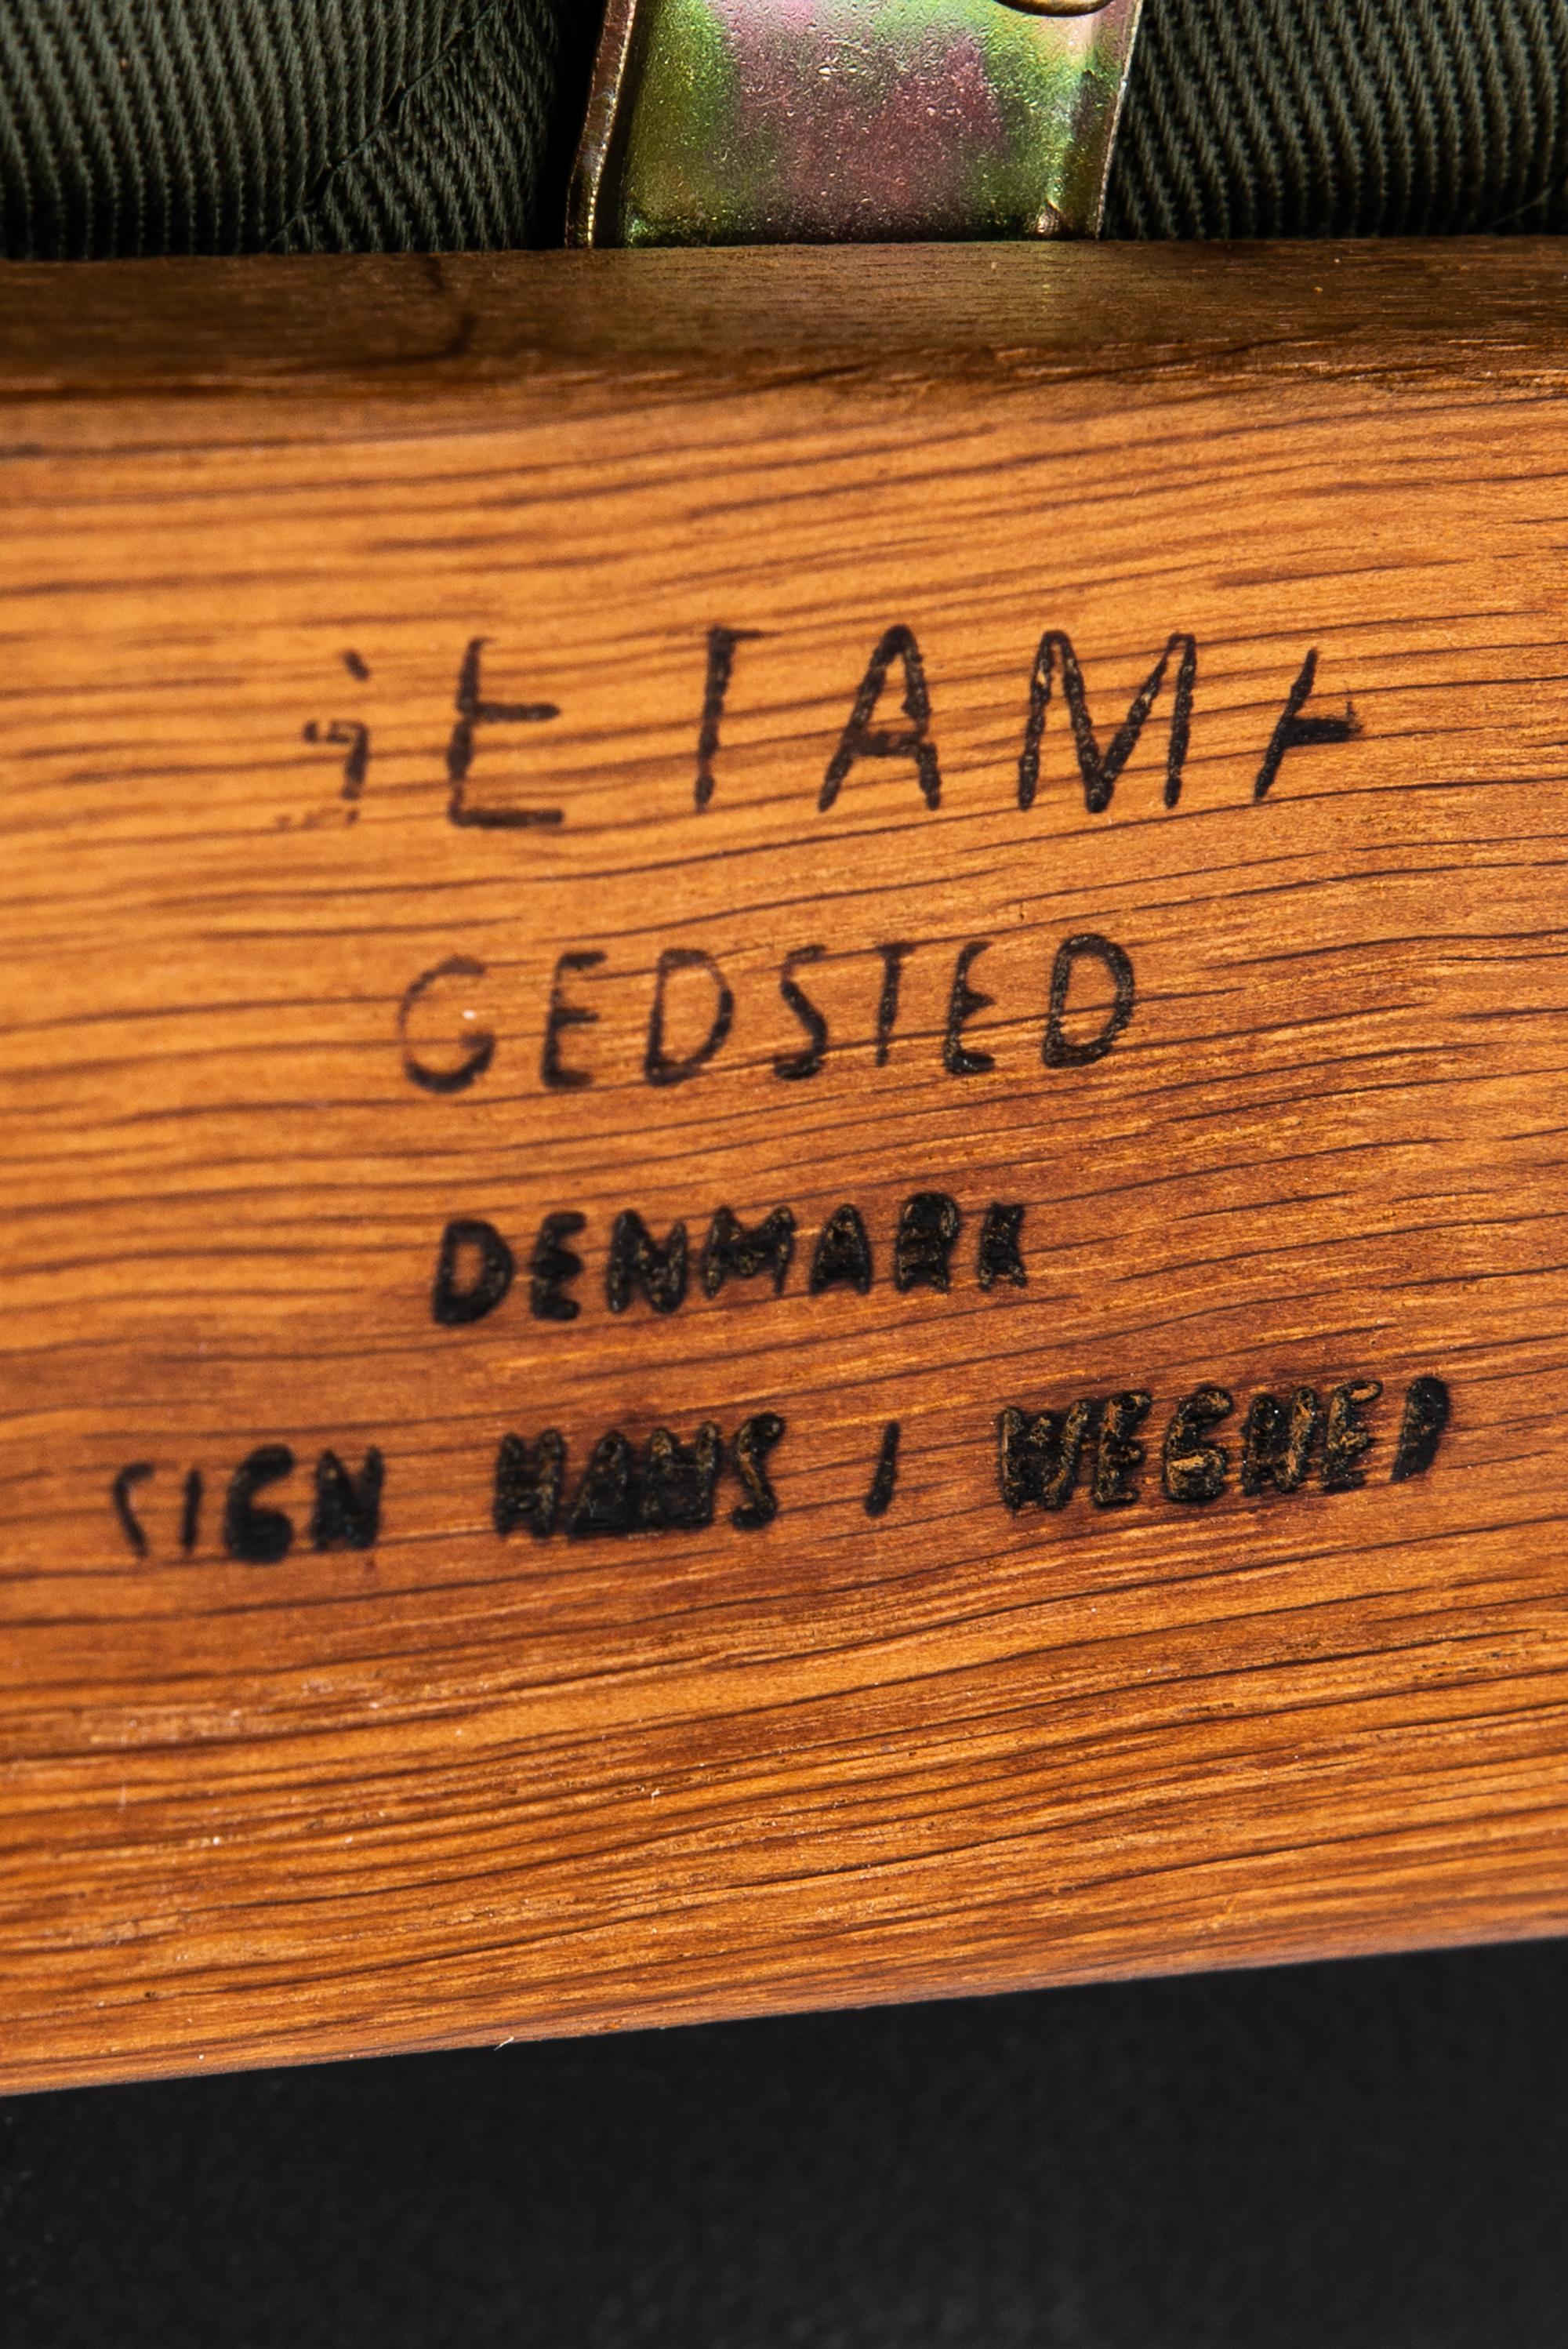 GETAMA
GEDSTED
DENMARK
SIGN HANS J WEGNER